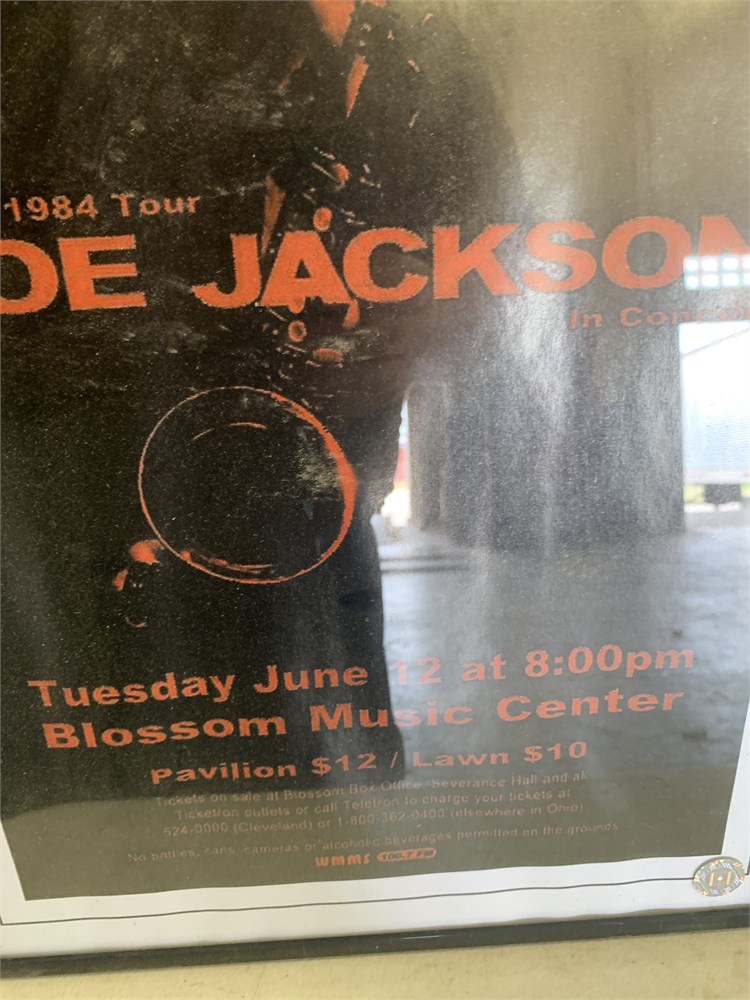 1984 Tour
OE JACKSON
In Concert
Tuesday June 12 at 8:00pm
Blossom Music Center
Pavilion $12 / Lawn $10
Tickets on sale at Blossom Box Office, Severance Hall and all
Ticketron outlets or call Teletron to charge your tickets at
524-0000 (Cleveland) or 1-800-362-0400 (elsewhere in Ohio)
No bottles, cans, cameras or alcoholic beverages permitted on the grounds
WMMS 100.7 FM